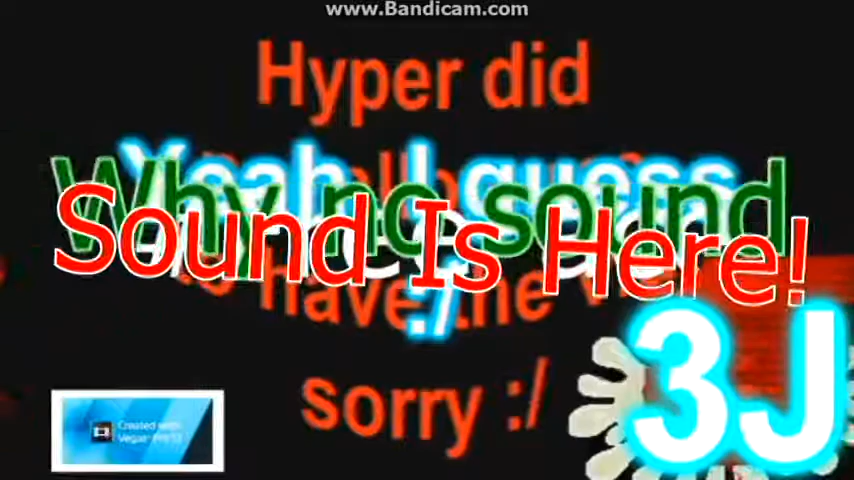 www.Bandicam.com
Hyper did
Yeah I guess
Why no sound
Sound Is Here!
to have the
:/
sorry :/
3J
Created with